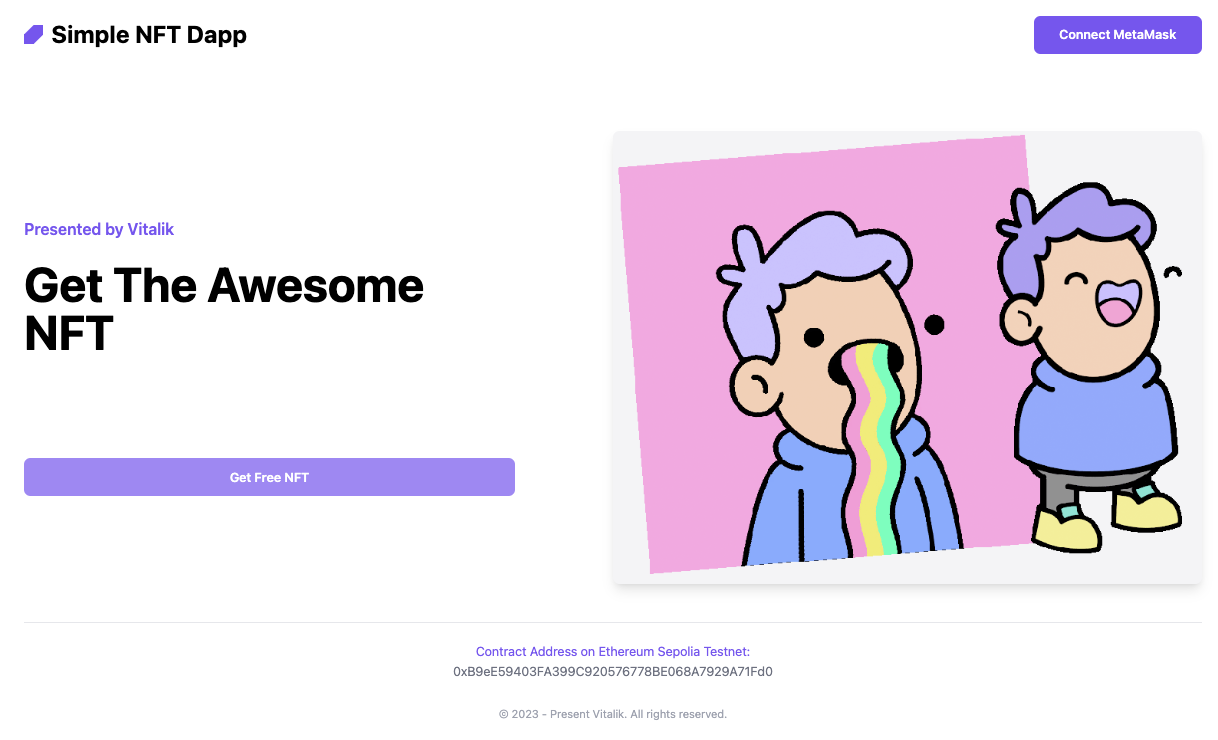 Simple NFT Dapp
Connect MetaMask
Presented by Vitalik
Get The Awesome
NFT
Get Free NFT
Contract Address on Ethereum Sepolia Testnet:
0xB9eE59403FA399C920576778BE068A7929A71Fd0
© 2023 - Present Vitalik. All rights reserved.